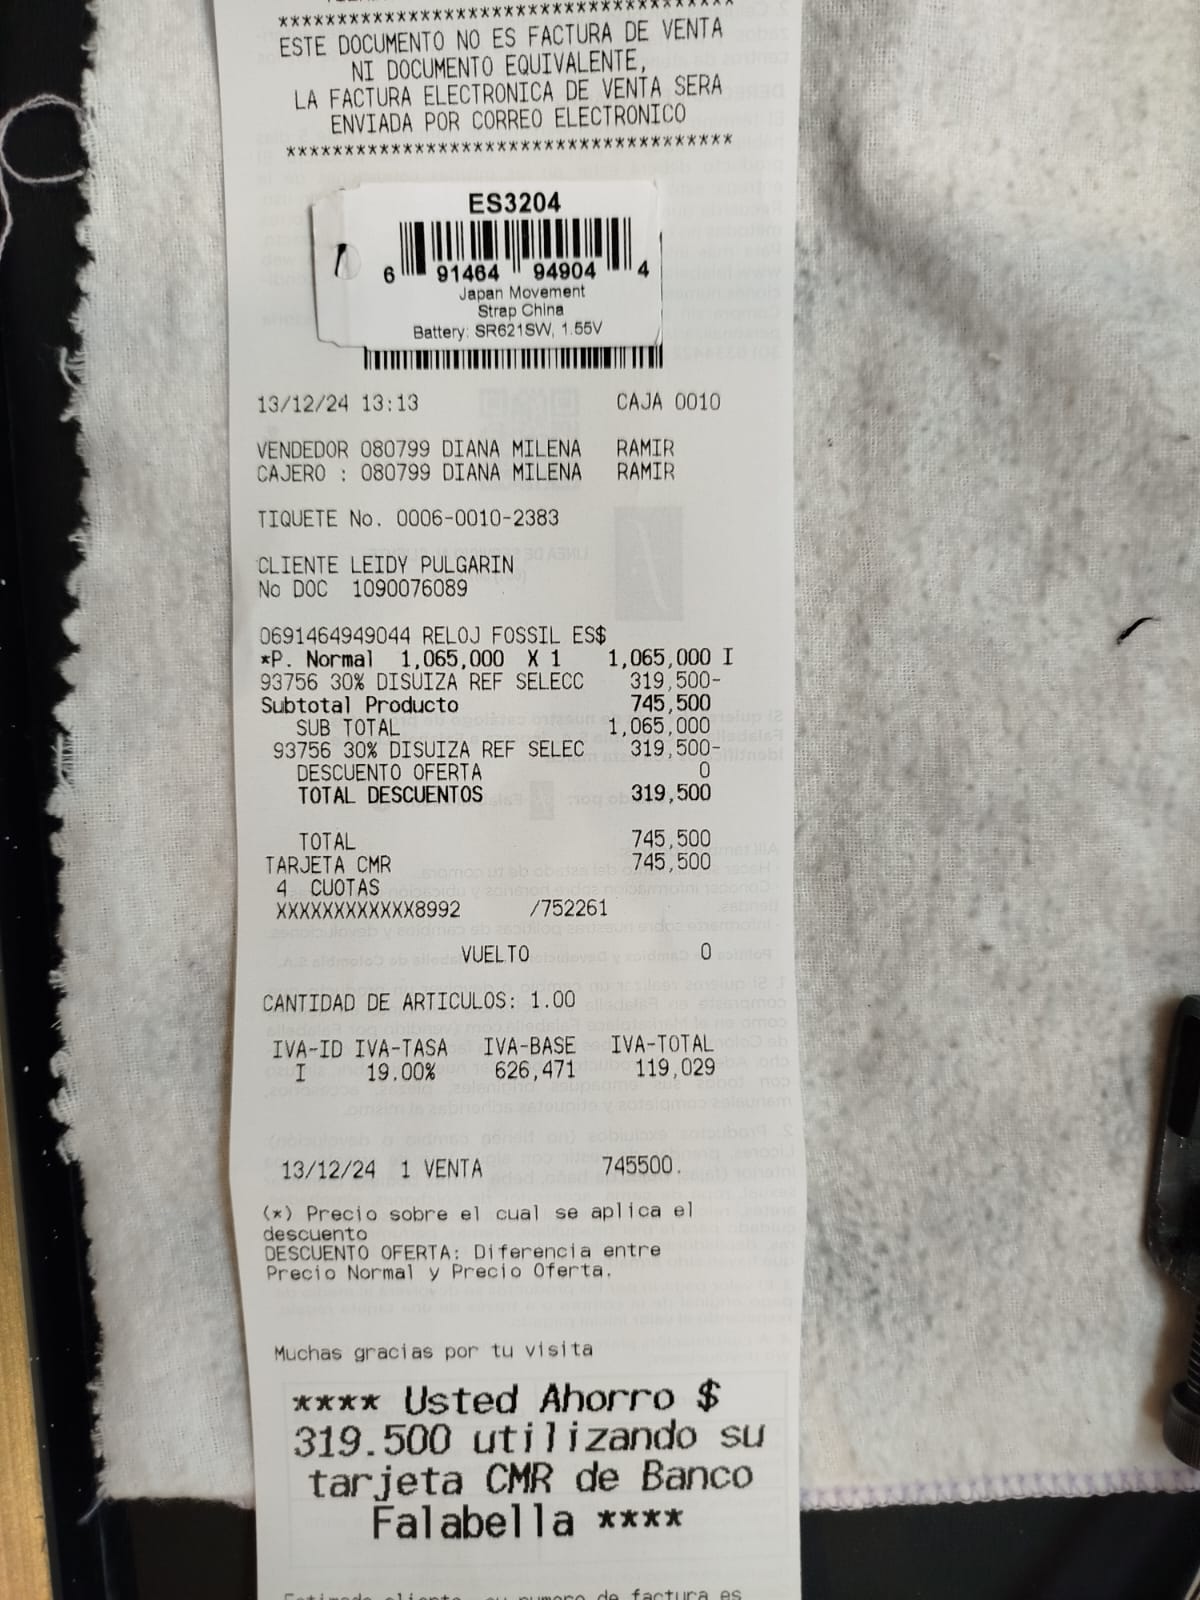 *************************************
ESTE DOCUMENTO NO ES FACTURA DE VENTA
NI DOCUMENTO EQUIVALENTE,
LA FACTURA ELECTRONICA DE VENTA SERA
ENVIADA POR CORREO ELECTRONICO
*************************************
ES3204
6 91464 94904 4
Japan Movement
Strap China
Battery: SR621SW, 1.55V
13/12/24 13:13 CAJA 0010
VENDEDOR 080799 DIANA MILENA RAMIR
CAJERO : 080799 DIANA MILENA RAMIR
TIQUETE No. 0006-0010-2383
CLIENTE LEIDY PULGARIN
No DOC 1090076089
0691464949044 RELOJ FOSSIL ES$
*P. Normal 1,065,000 X 1 1,065,000 I
93756 30% DISUIZA REF SELECC 319,500-
Subtotal Producto 745,500
SUB TOTAL 1,065,000
93756 30% DISUIZA REF SELEC 319,500-
DESCUENTO OFERTA 0
TOTAL DESCUENTOS 319,500
TOTAL 745,500
TARJETA CMR 745,500
4 CUOTAS
XXXXXXXXXXXX8992 /752261
VUELTO 0
CANTIDAD DE ARTICULOS: 1.00
IVA-ID IVA-TASA IVA-BASE IVA-TOTAL
I 19.00% 626,471 119,029
13/12/24 1 VENTA 745500.
(*) Precio sobre el cual se aplica el
descuento
DESCUENTO OFERTA: Diferencia entre
Precio Normal y Precio Oferta.
Muchas gracias por tu visita
**** Usted Ahorro $
319.500 utilizando su
tarjeta CMR de Banco
Falabella ****
Estimado cliente, su numero de factura es